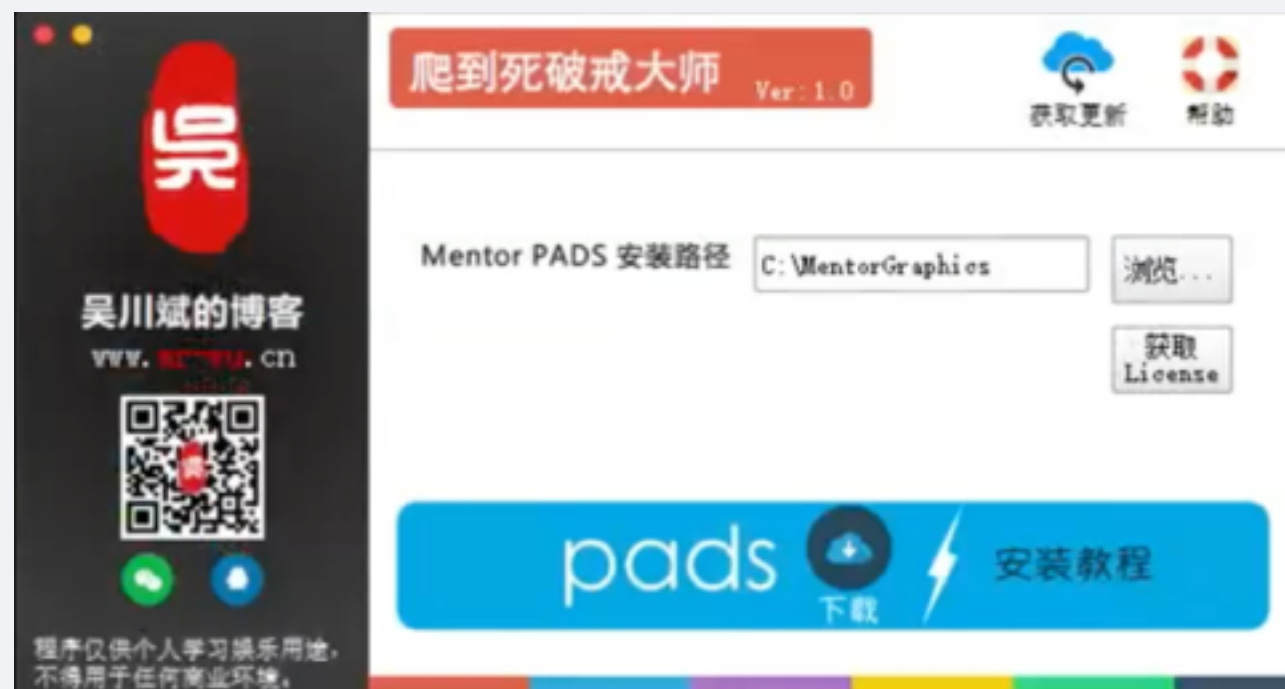 吴
吴川斌的博客
www.mr-wu.cn
程序仅供个人学习娱乐用途,
不得用于任何商业环境。
爬到死破戒大师 Ver:1.0
获取更新
帮助
Mentor PADS 安装路径
C:\MentorGraphics
浏览...
获取
License
pads
下载
安装教程